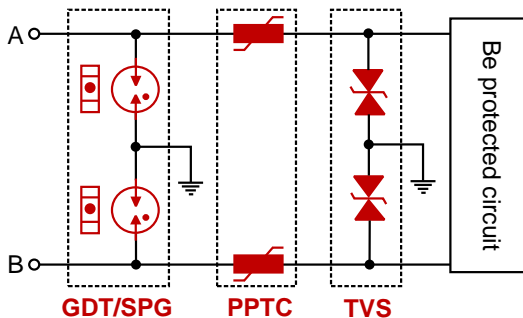 A
B
GDT/SPG
PPTC
TVS
Be protected circuit